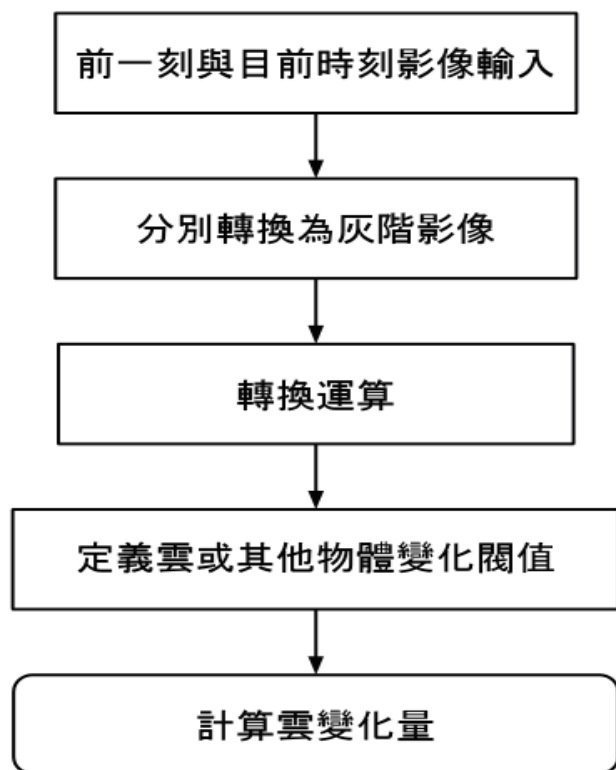 前一刻與目前時刻影像輸入
分別轉換為灰階影像
轉換運算
定義雲或其他物體變化閥值
計算雲變化量